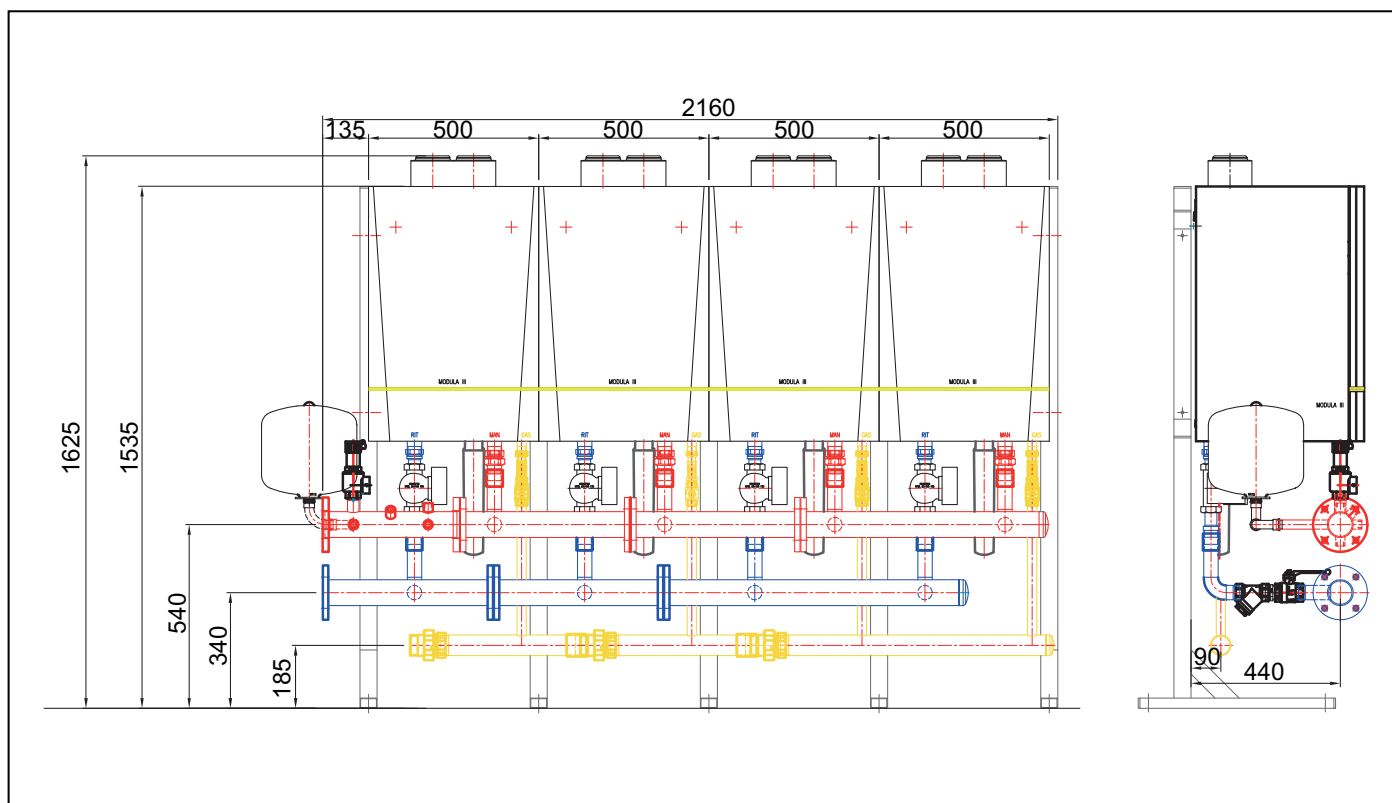 2160
135 500 500 500 500
1625
1535
MODULA III MODULA III MODULA III MODULA III
MODULA III
RIT MAN GAS RIT MAN GAS RIT MAN GAS RIT MAN GAS
540
340
185
90
440